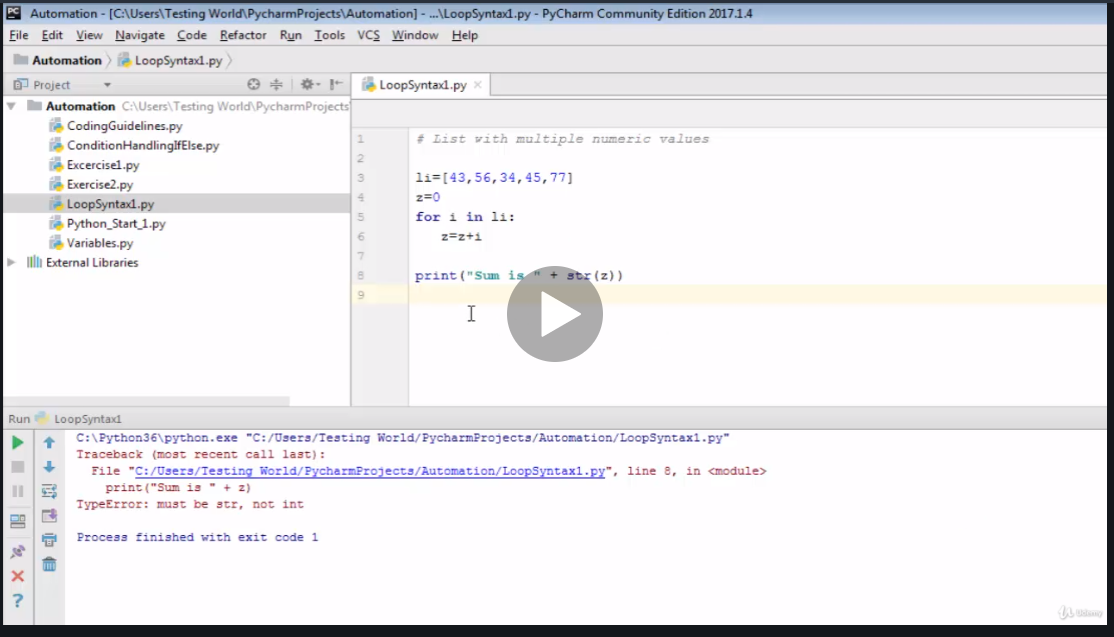 Automation - [C:\Users\Testing World\PycharmProjects\Automation] - ...\LoopSyntax1.py - PyCharm Community Edition 2017.1.4
File Edit View Navigate Code Refactor Run Tools VCS Window Help
Automation LoopSyntax1.py
Project
LoopSyntax1.py
Automation C:\Users\Testing World\PycharmProjects
CodingGuidelines.py
ConditionHandlingIfElse.py
Excercise1.py
Exercise2.py
LoopSyntax1.py
Python_Start_1.py
Variables.py
External Libraries
1 # List with multiple numeric values
2
3 li=[43,56,34,45,77]
4 z=0
5 for i in li:
6 z=z+i
7
8 print("Sum is " + str(z))
9
Run LoopSyntax1
C:\Python36\python.exe "C:/Users/Testing World/PycharmProjects/Automation/LoopSyntax1.py"
Traceback (most recent call last):
File "C:/Users/Testing World/PycharmProjects/Automation/LoopSyntax1.py", line 8, in <module>
print("Sum is " + z)
TypeError: must be str, not int
Process finished with exit code 1
Udemy